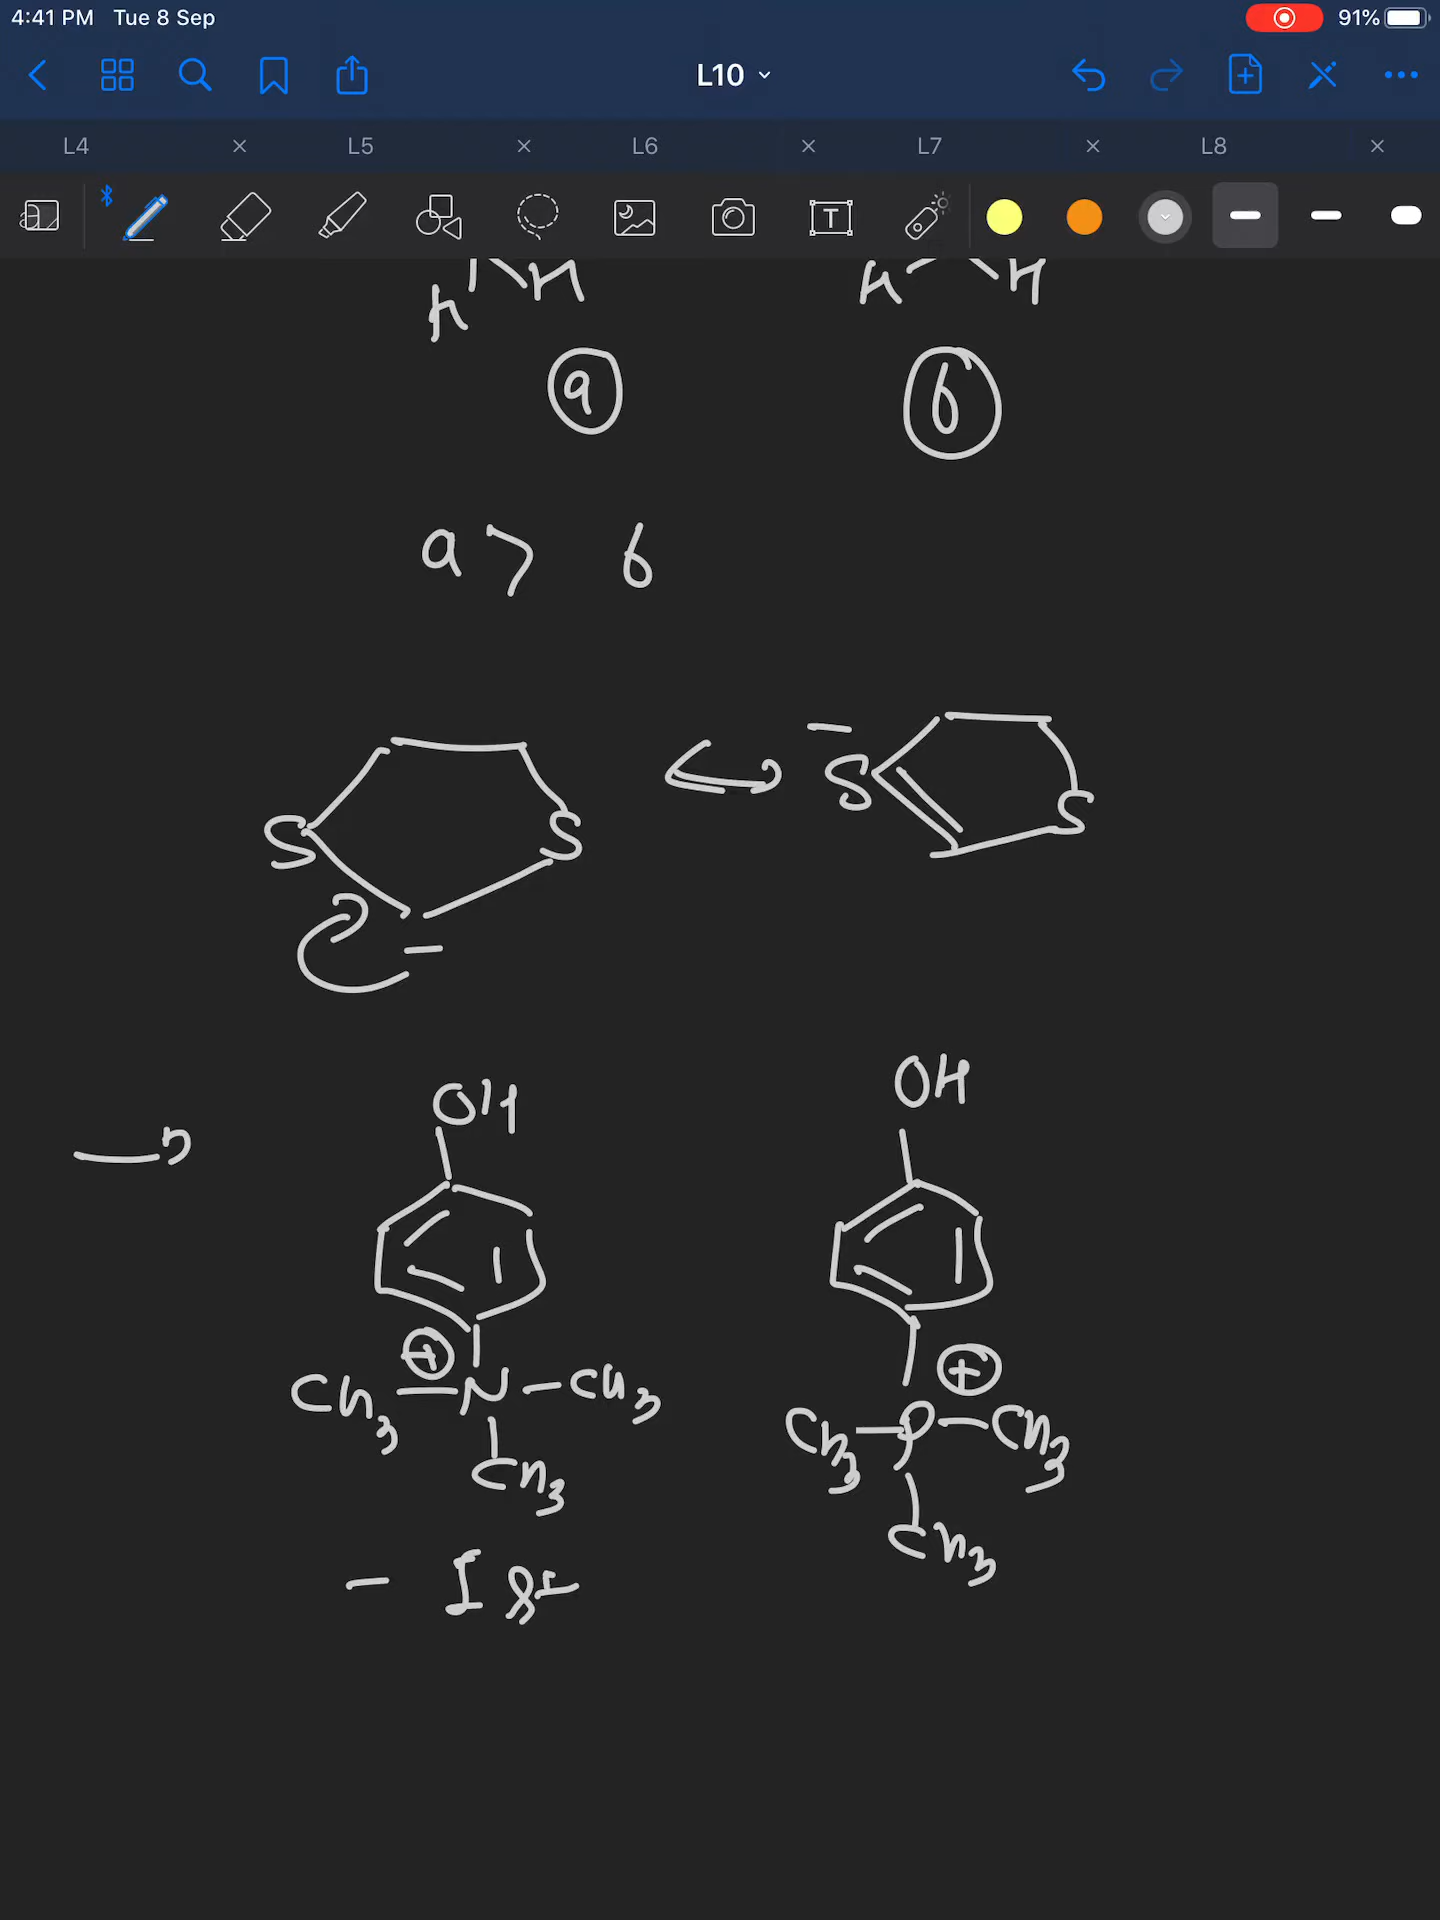 4:41 PM Tue 8 Sep 91%
L10
L4 L5 L6 L7 L8
T
H H H H
a b
a > b
S S S S
OH OH
CH3 N CH3 CH3 P CH3
CH3 CH3
- I